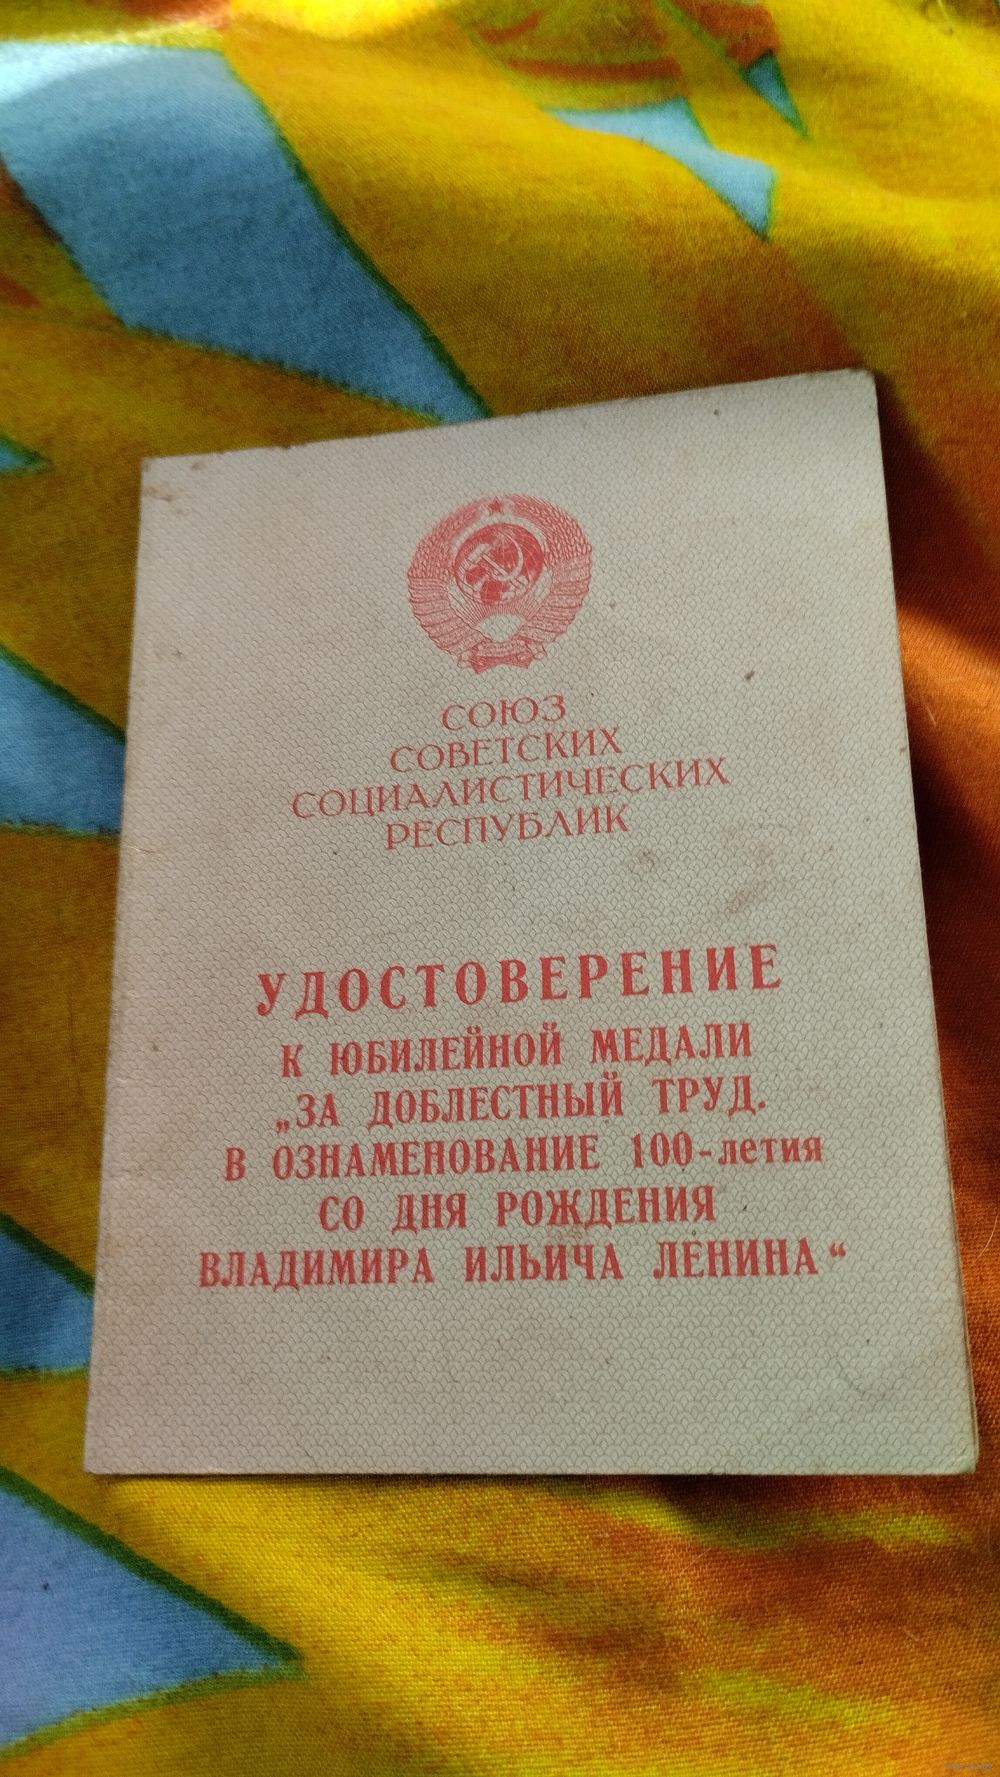 СОЮЗ
СОВЕТСКИХ
СОЦИАЛИСТИЧЕСКИХ
РЕСПУБЛИК
УДОСТОВЕРЕНИЕ
К ЮБИЛЕЙНОЙ МЕДАЛИ
„ЗА ДОБЛЕСТНЫЙ ТРУД.
В ОЗНАМЕНОВАНИЕ 100-летия
СО ДНЯ РОЖДЕНИЯ
ВЛАДИМИРА ИЛЬИЧА ЛЕНИНА“